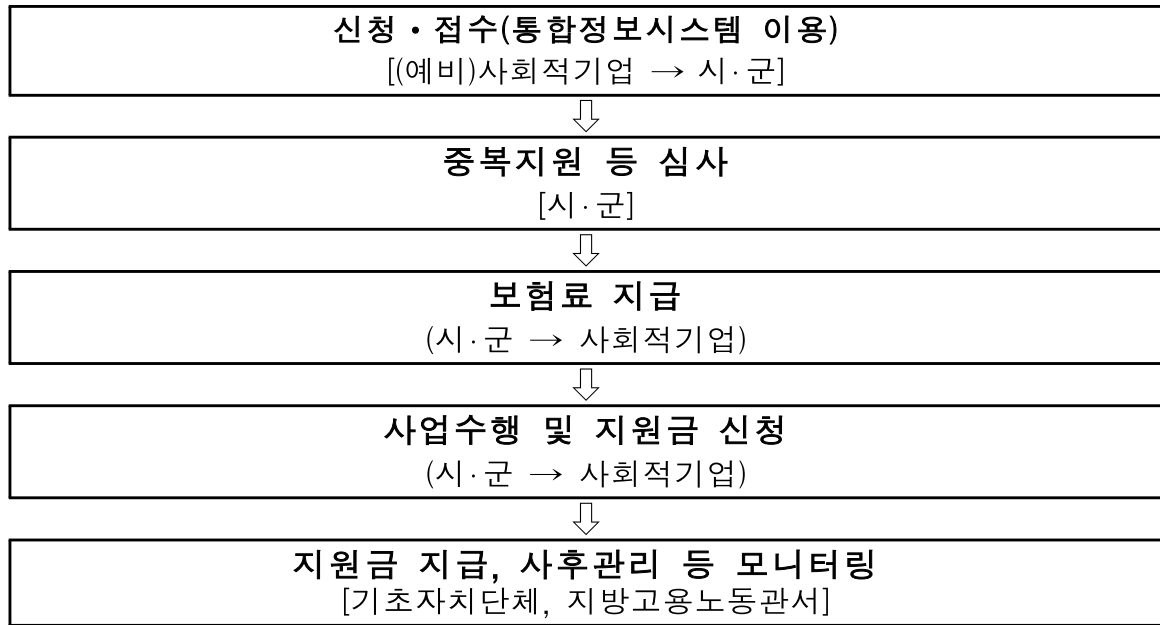 신청·접수(통합정보시스템 이용)
[(예비)사회적기업 → 시·군]
중복지원 등 심사
[시·군]
보험료 지급
(시·군 → 사회적기업)
사업수행 및 지원금 신청
(시·군 → 사회적기업)
지원금 지급, 사후관리 등 모니터링
[기초자치단체, 지방고용노동관서]